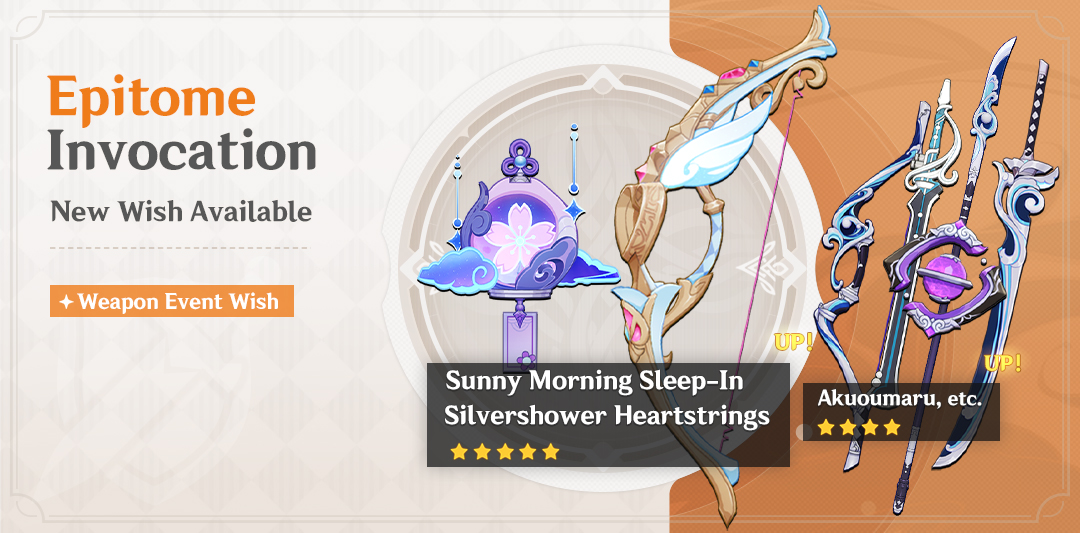 Epitome
Invocation
New Wish Available
Weapon Event Wish
UP!
UP!
Sunny Morning Sleep-In
Silvershower Heartstrings
Akuoumaru, etc.